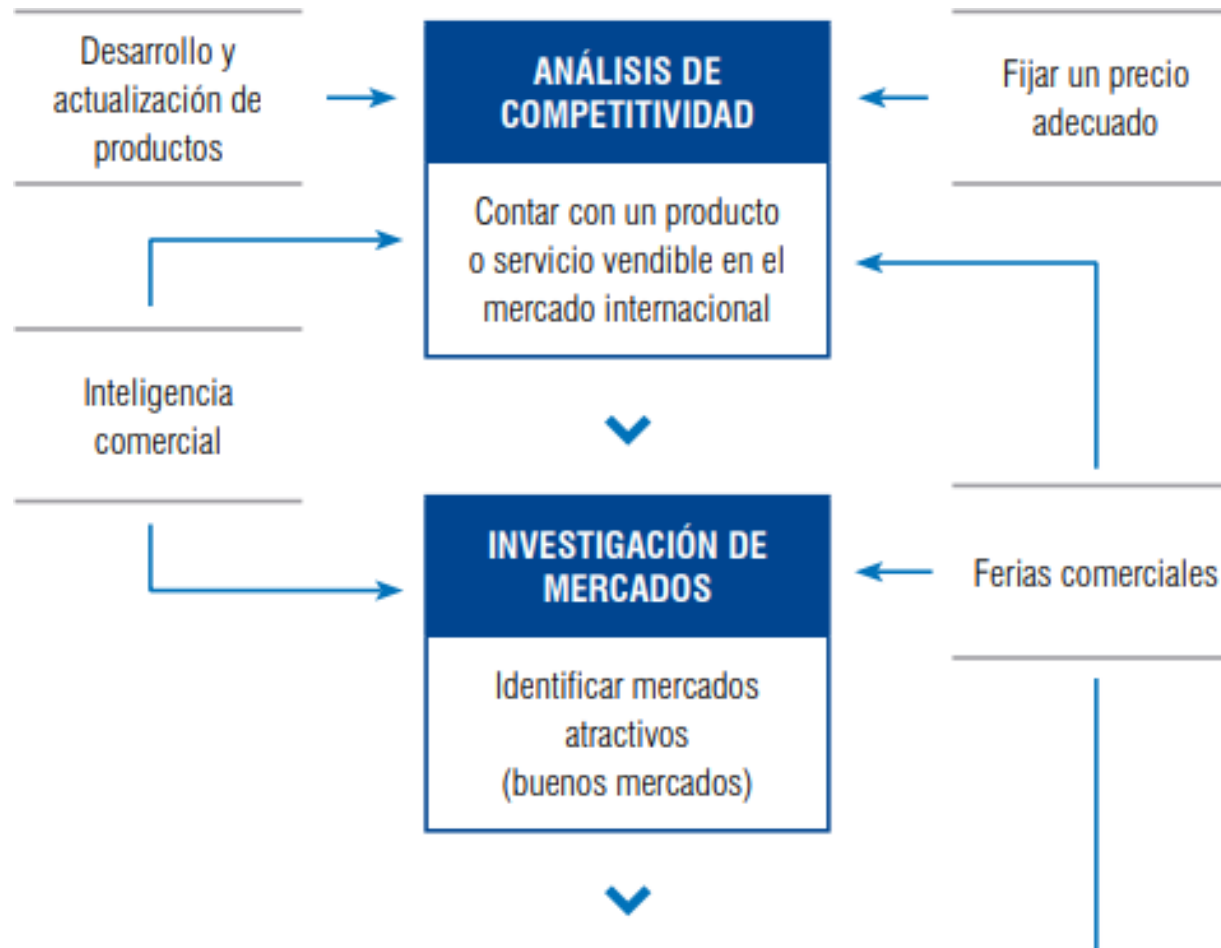 Desarrollo y
actualización de
productos
ANÁLISIS DE
COMPETITIVIDAD
Contar con un producto
o servicio vendible en el
mercado internacional
Fijar un precio
adecuado
Inteligencia
comercial
INVESTIGACIÓN DE
MERCADOS
Identificar mercados
atractivos
(buenos mercados)
Ferias comerciales